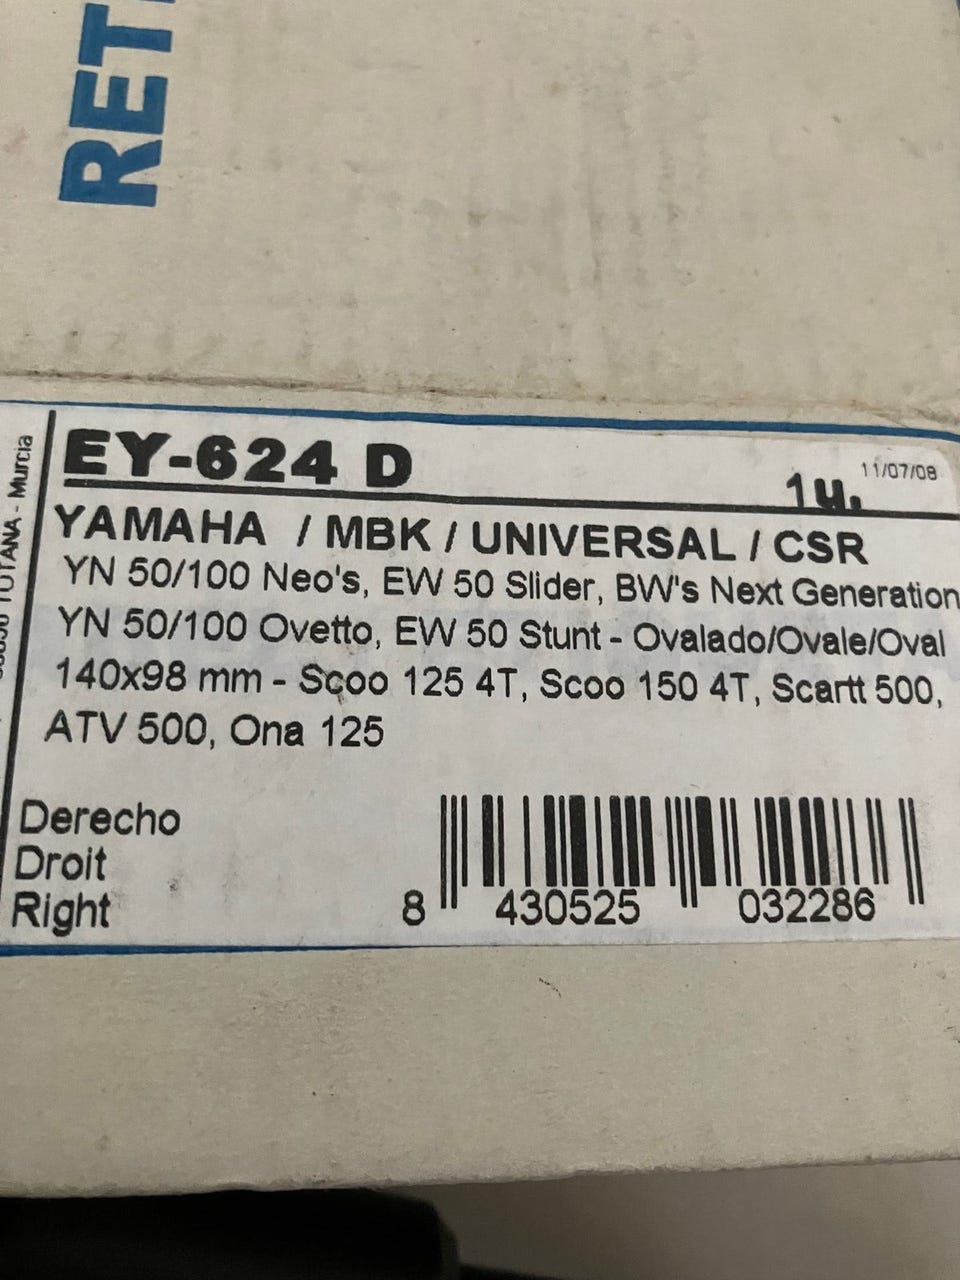 RET
EY-624 D
1u.
11/07/08
YAMAHA / MBK / UNIVERSAL / CSR
YN 50/100 Neo's, EW 50 Slider, BW's Next Generation
YN 50/100 Ovetto, EW 50 Stunt - Ovalado/Ovale/Oval
140x98 mm - Scoo 125 4T, Scoo 150 4T, Scartt 500,
ATV 500, Ona 125
Derecho
Droit
Right
8 430525 032286
TOTANA - Murcia